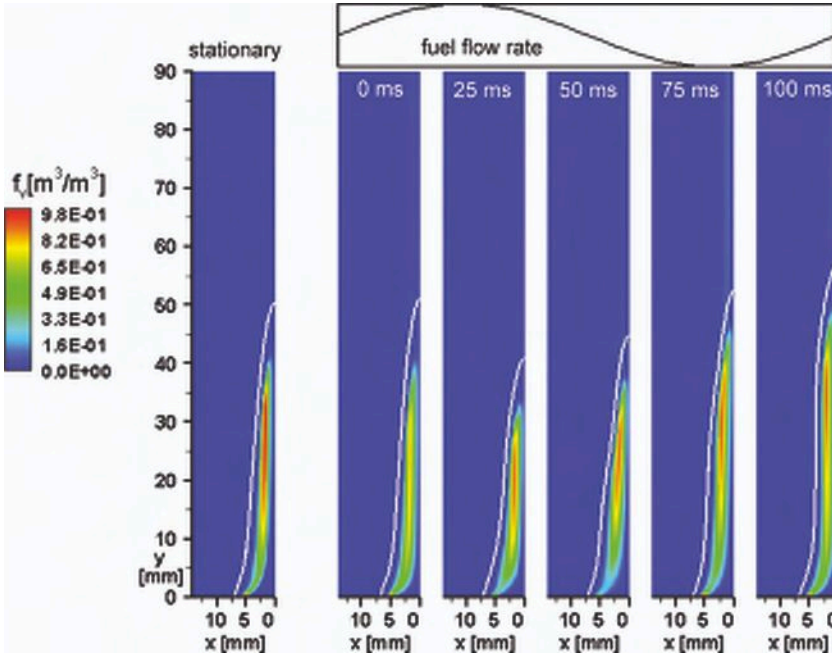 stationary
fuel flow rate
0 ms 25 ms 50 ms 75 ms 100 ms
fv[m³/m³]
9.8E-01
8.2E-01
6.5E-01
4.9E-01
3.3E-01
1.6E-01
0.0E+00
90
80
70
60
50
40
30
20
10
0
y
[mm]
10 5 0 10 5 0 10 5 0 10 5 0 10 5 0 10 5 0
x [mm] x [mm] x [mm] x [mm] x [mm] x [mm]